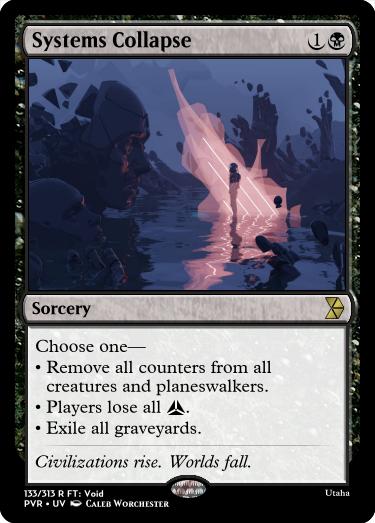 Systems Collapse 1
Sorcery
Choose one—
• Remove all counters from all
creatures and planeswalkers.
• Players lose all .
• Exile all graveyards.
Civilizations rise. Worlds fall.
133/313 R FT: Void
PVR • UV CALEB WORCHESTER
Utaha